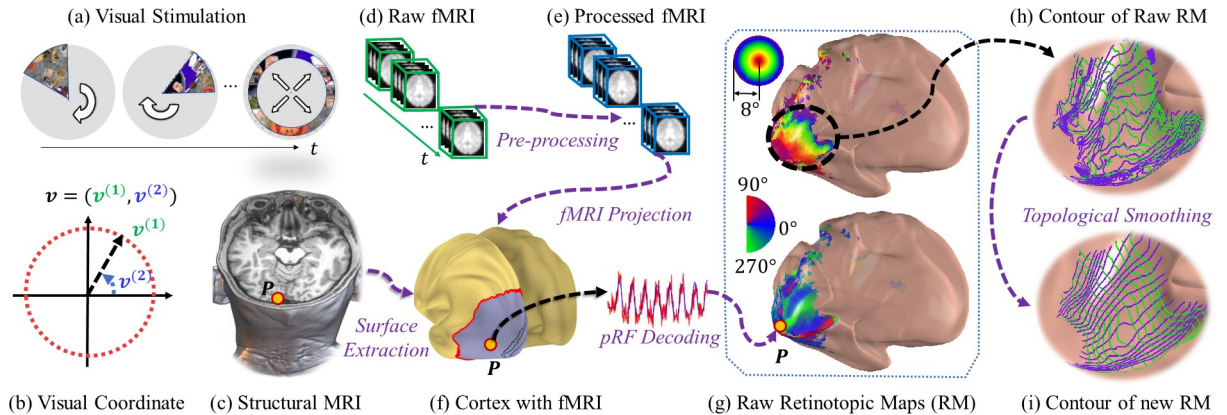 (a) Visual Stimulation
(d) Raw fMRI
(e) Processed fMRI
(h) Contour of Raw RM
...
t
...
t
Pre-processing
...
8°
v = (v⁽¹⁾, v⁽²⁾)
v⁽¹⁾
v⁽²⁾
P
fMRI Projection
90°
0°
270°
Topological Smoothing
Surface
Extraction
P
pRF Decoding
P
(b) Visual Coordinate
(c) Structural MRI
(f) Cortex with fMRI
(g) Raw Retinotopic Maps (RM)
(i) Contour of new RM